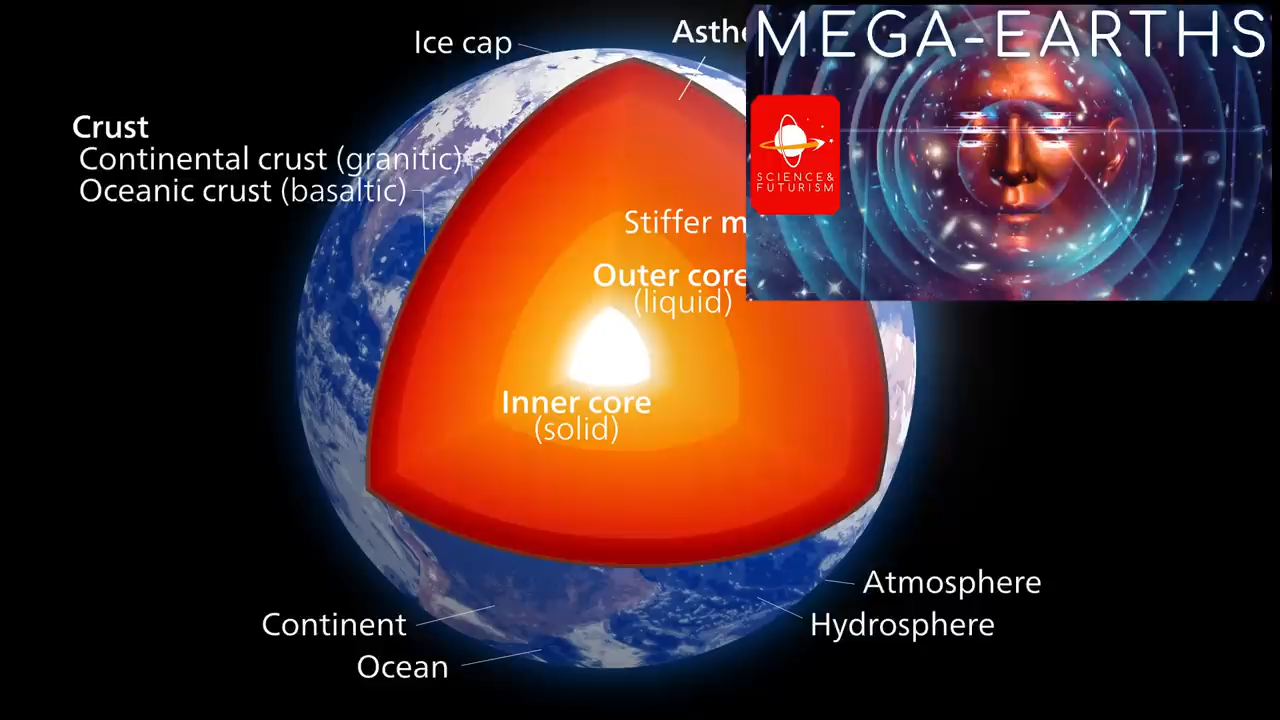 Ice cap
Asthe
MEGA-EARTHS
Crust
Continental crust (granitic)
Oceanic crust (basaltic)
SCIENCE&
FUTURISM
Stiffer m
Outer core
(liquid)
Inner core
(solid)
Atmosphere
Continent
Hydrosphere
Ocean